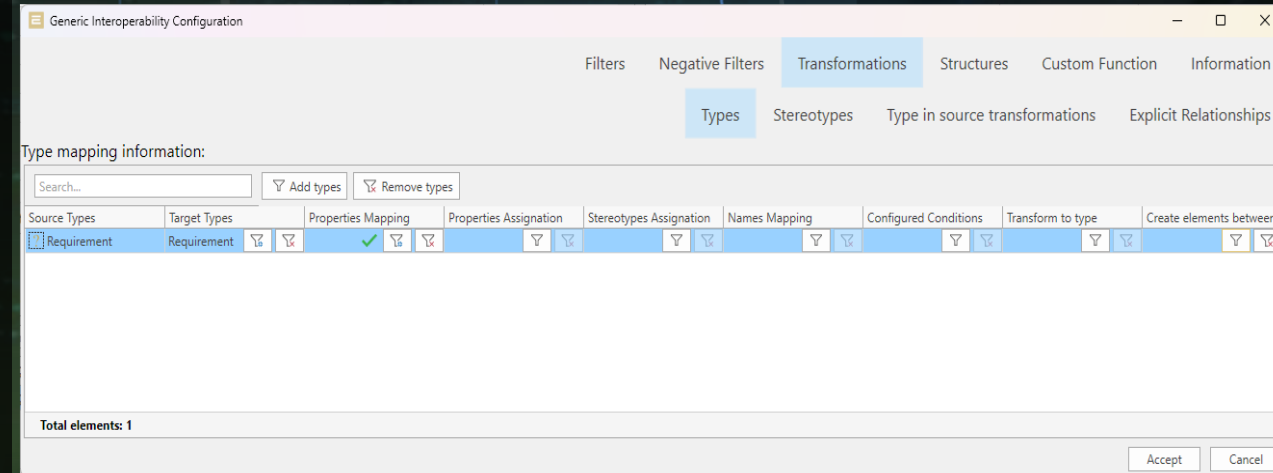 Generic Interoperability Configuration
Filters Negative Filters Transformations Structures Custom Function Information
Types Stereotypes Type in source transformations Explicit Relationships
Type mapping information:
Search... Add types Remove types
Source Types Target Types Properties Mapping Properties Assignation Stereotypes Assignation Names Mapping Configured Conditions Transform to type Create elements between
Requirement Requirement
Total elements: 1
Accept Cancel